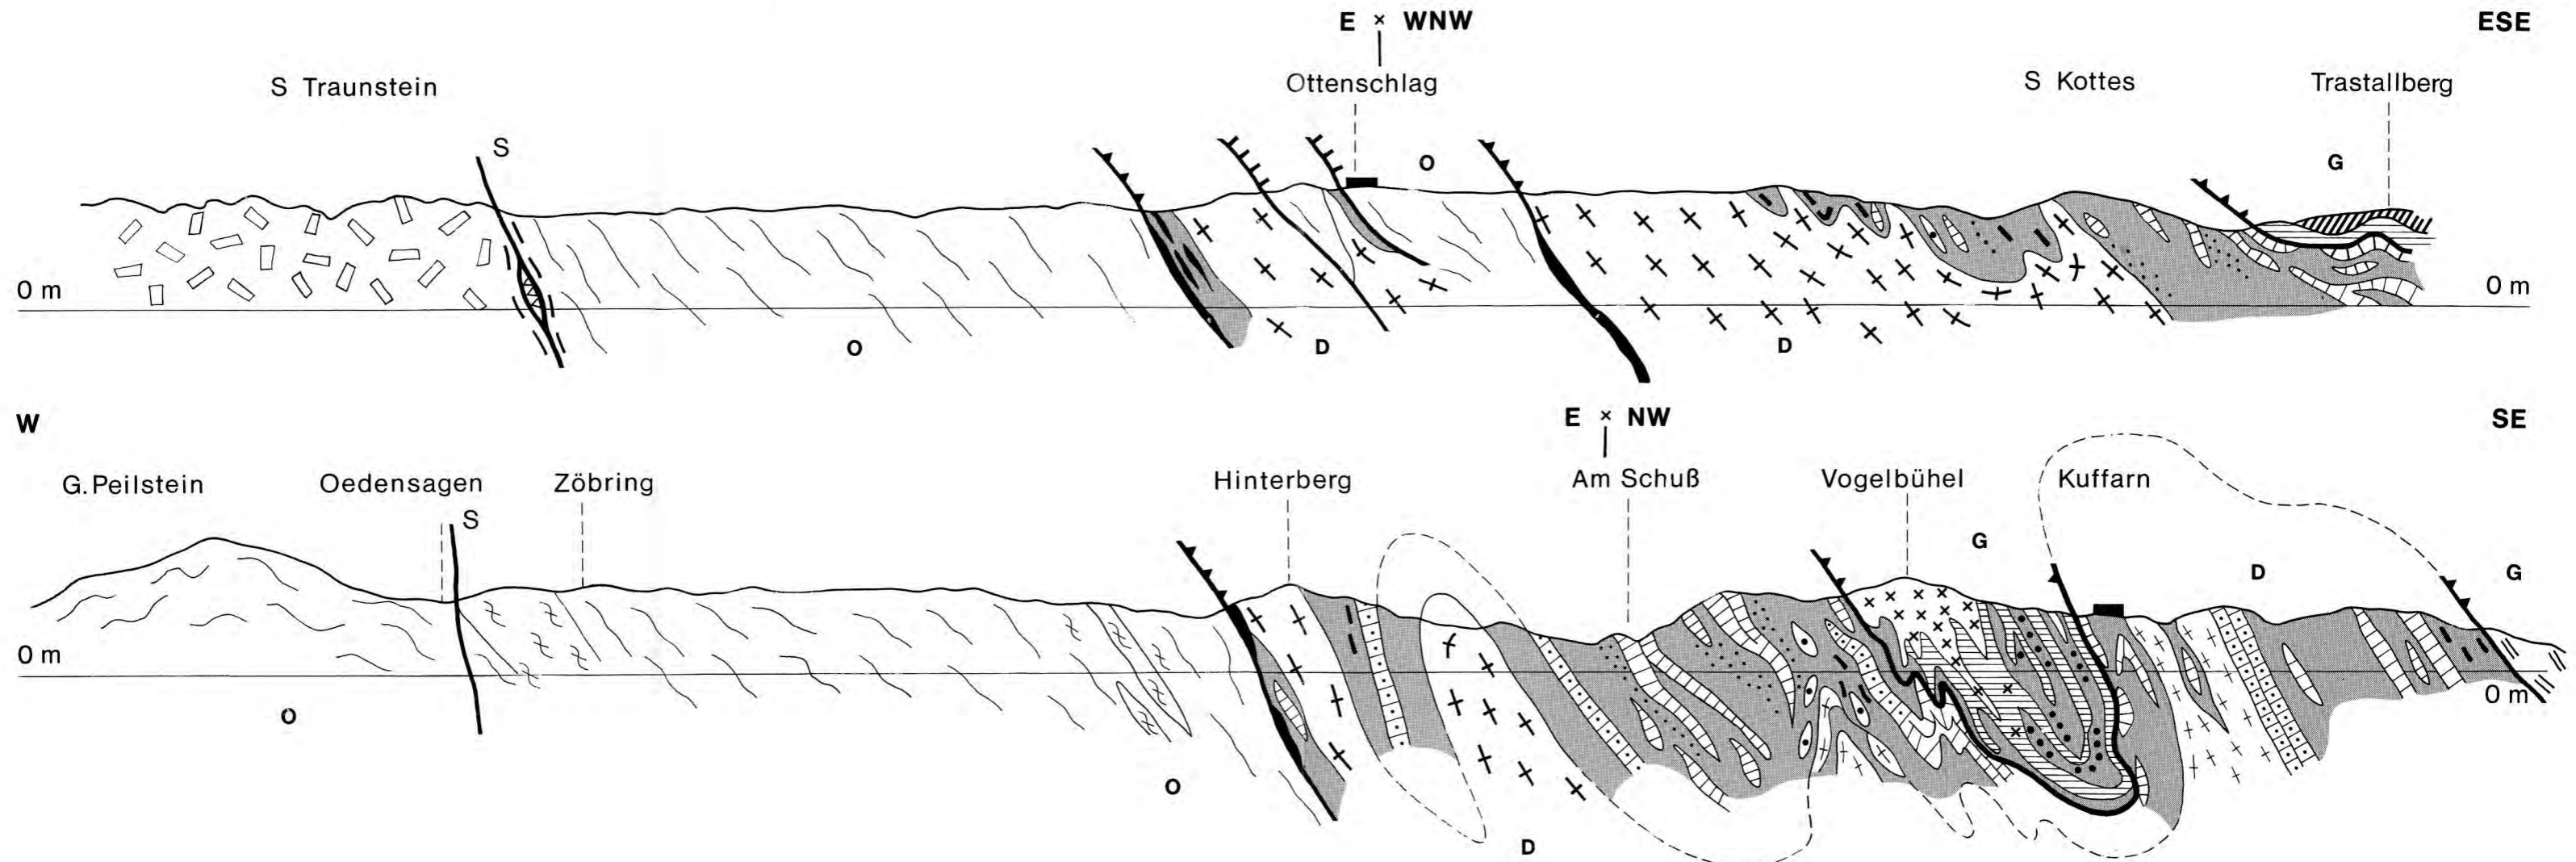 E × WNW
ESE
S Traunstein
Ottenschlag
S Kottes
Trastallberg
S
O
G
0 m
0 m
O
D
D
W
E × NW
SE
G. Peilstein
Oedensagen
Zöbring
Hinterberg
Am Schuß
Vogelbühel
Kuffarn
S
G
D
G
0 m
0 m
O
O
D